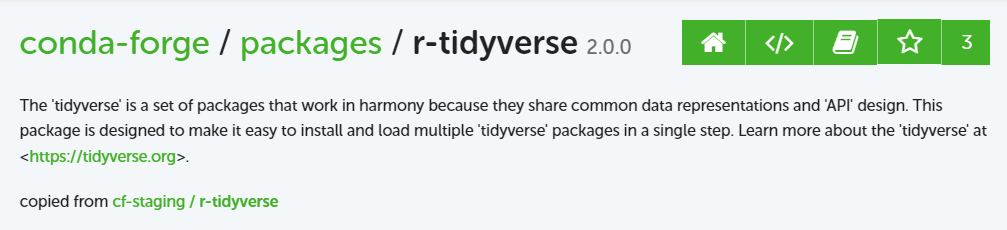 conda-forge / packages / r-tidyverse 2.0.0
3
The 'tidyverse' is a set of packages that work in harmony because they share common data representations and 'API' design. This
package is designed to make it easy to install and load multiple 'tidyverse' packages in a single step. Learn more about the 'tidyverse' at
<https://tidyverse.org>.
copied from cf-staging / r-tidyverse